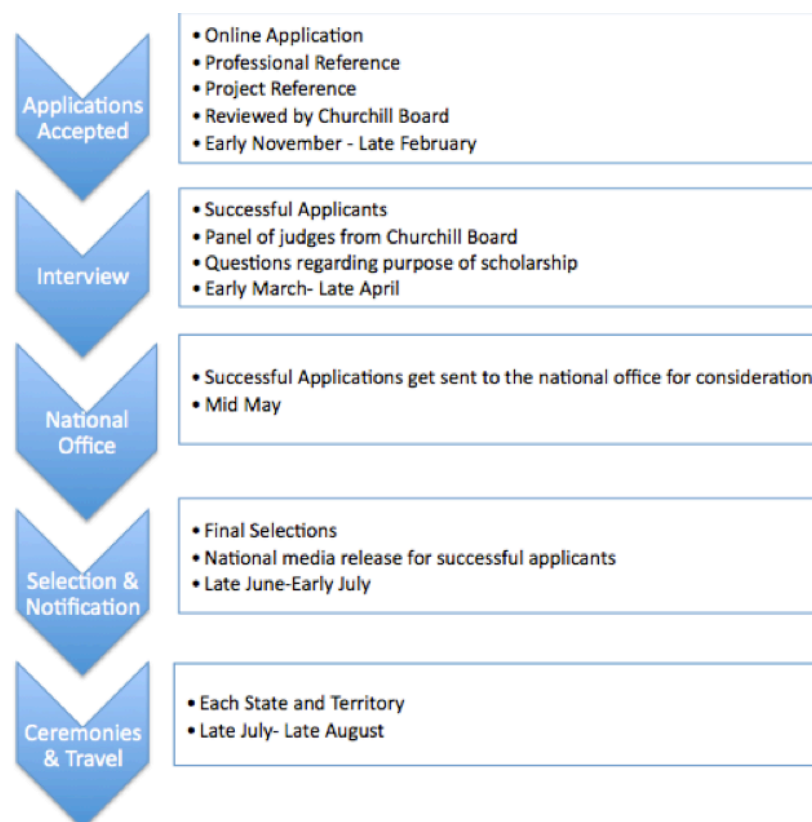 Applications
Accepted
• Online Application
• Professional Reference
• Project Reference
• Reviewed by Churchill Board
• Early November - Late February
Interview
• Successful Applicants
• Panel of judges from Churchill Board
• Questions regarding purpose of scholarship
• Early March- Late April
National
Office
• Successful Applications get sent to the national office for consideration
• Mid May
Selection &
Notification
• Final Selections
• National media release for successful applicants
• Late June-Early July
Ceremonies
& Travel
• Each State and Territory
• Late July- Late August